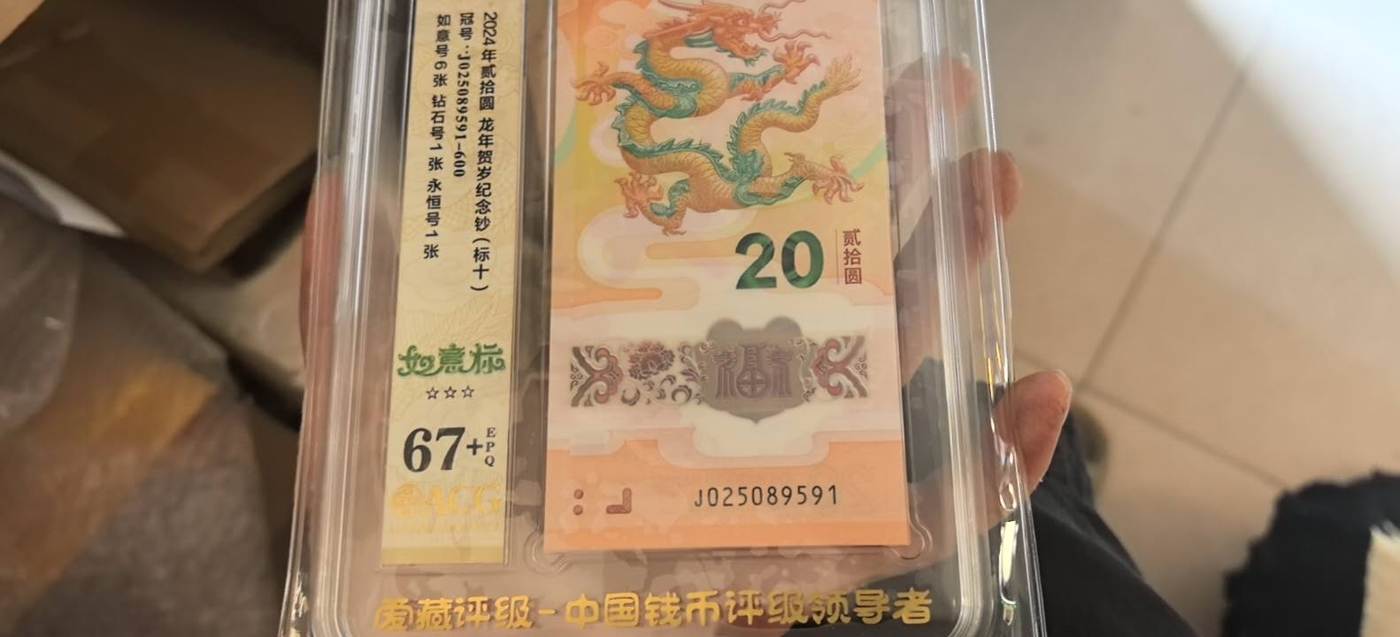 2024年贰拾圆 龙年贺岁纪念钞(标十)
冠号:J025089591-600
如意号6张 钻石号1张 永恒号1张
如意标
☆☆☆
67+
EPQ
ACG
20
贰拾圆
福
J025089591
爱藏评级-中国钱币评级领导者